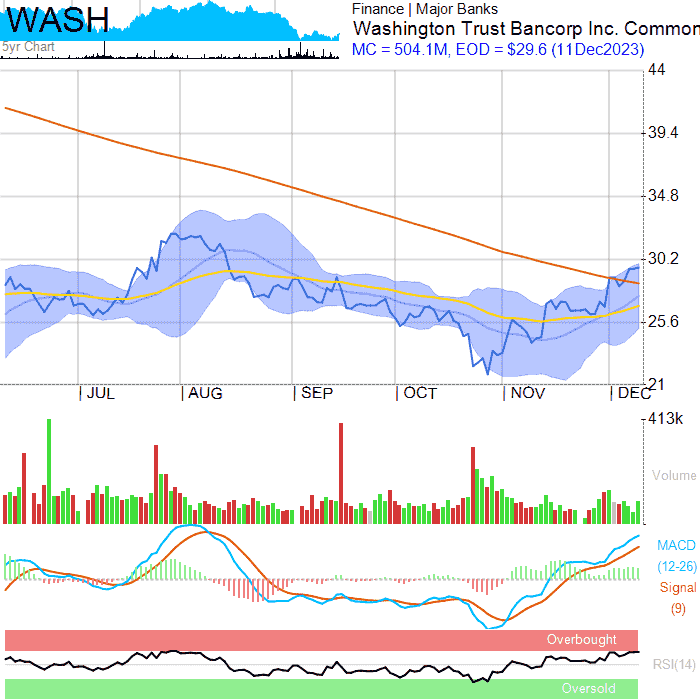 WASH
5yr Chart
Finance | Major Banks
Washington Trust Bancorp Inc. Common
MC = 504.1M, EOD = $29.6 (11Dec2023)
44
39.4
34.8
30.2
25.6
21
JUL
AUG
SEP
OCT
NOV
DEC
413k
Volume
MACD
(12-26)
Signal
(9)
Overbought
RSI(14)
Oversold